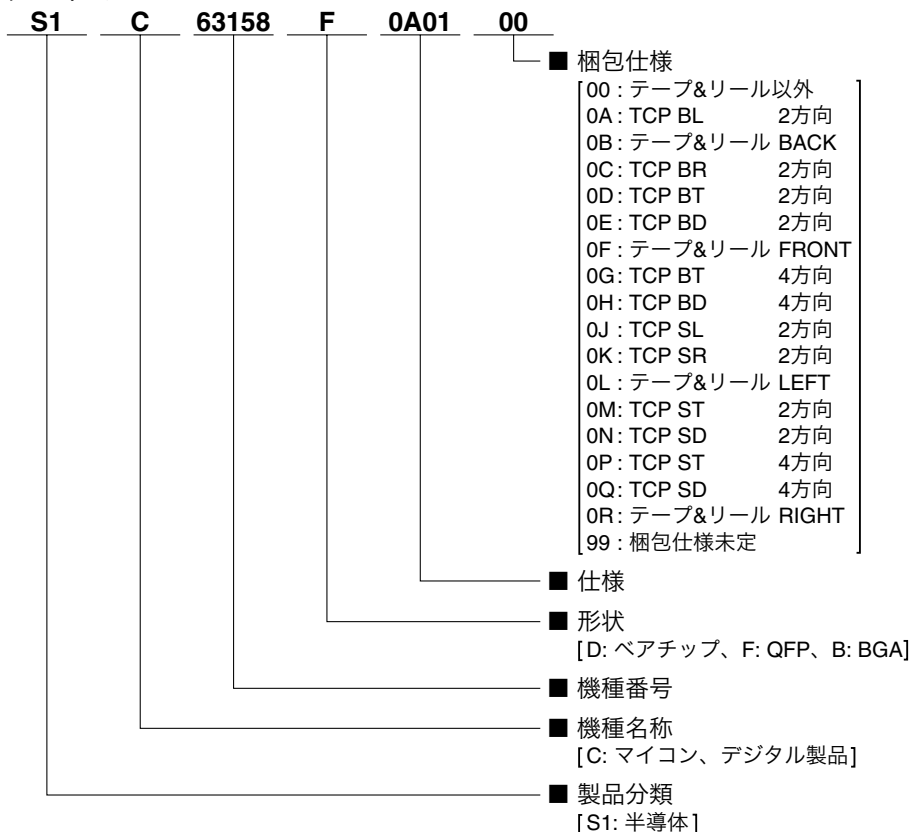 S1 C 63158 F 0A01 00
■ 梱包仕様
00 : テープ&リール以外
0A : TCP BL 2方向
0B : テープ&リール BACK
0C : TCP BR 2方向
0D : TCP BT 2方向
0E : TCP BD 2方向
0F : テープ&リール FRONT
0G : TCP BT 4方向
0H : TCP BD 4方向
0J : TCP SL 2方向
0K : TCP SR 2方向
0L : テープ&リール LEFT
0M : TCP ST 2方向
0N : TCP SD 2方向
0P : TCP ST 4方向
0Q : TCP SD 4方向
0R : テープ&リール RIGHT
99 : 梱包仕様未定
■ 仕様
■ 形状
[D: ベアチップ、F: QFP、B: BGA]
■ 機種番号
■ 機種名称
[C: マイコン、デジタル製品]
■ 製品分類
[S1: 半導体]